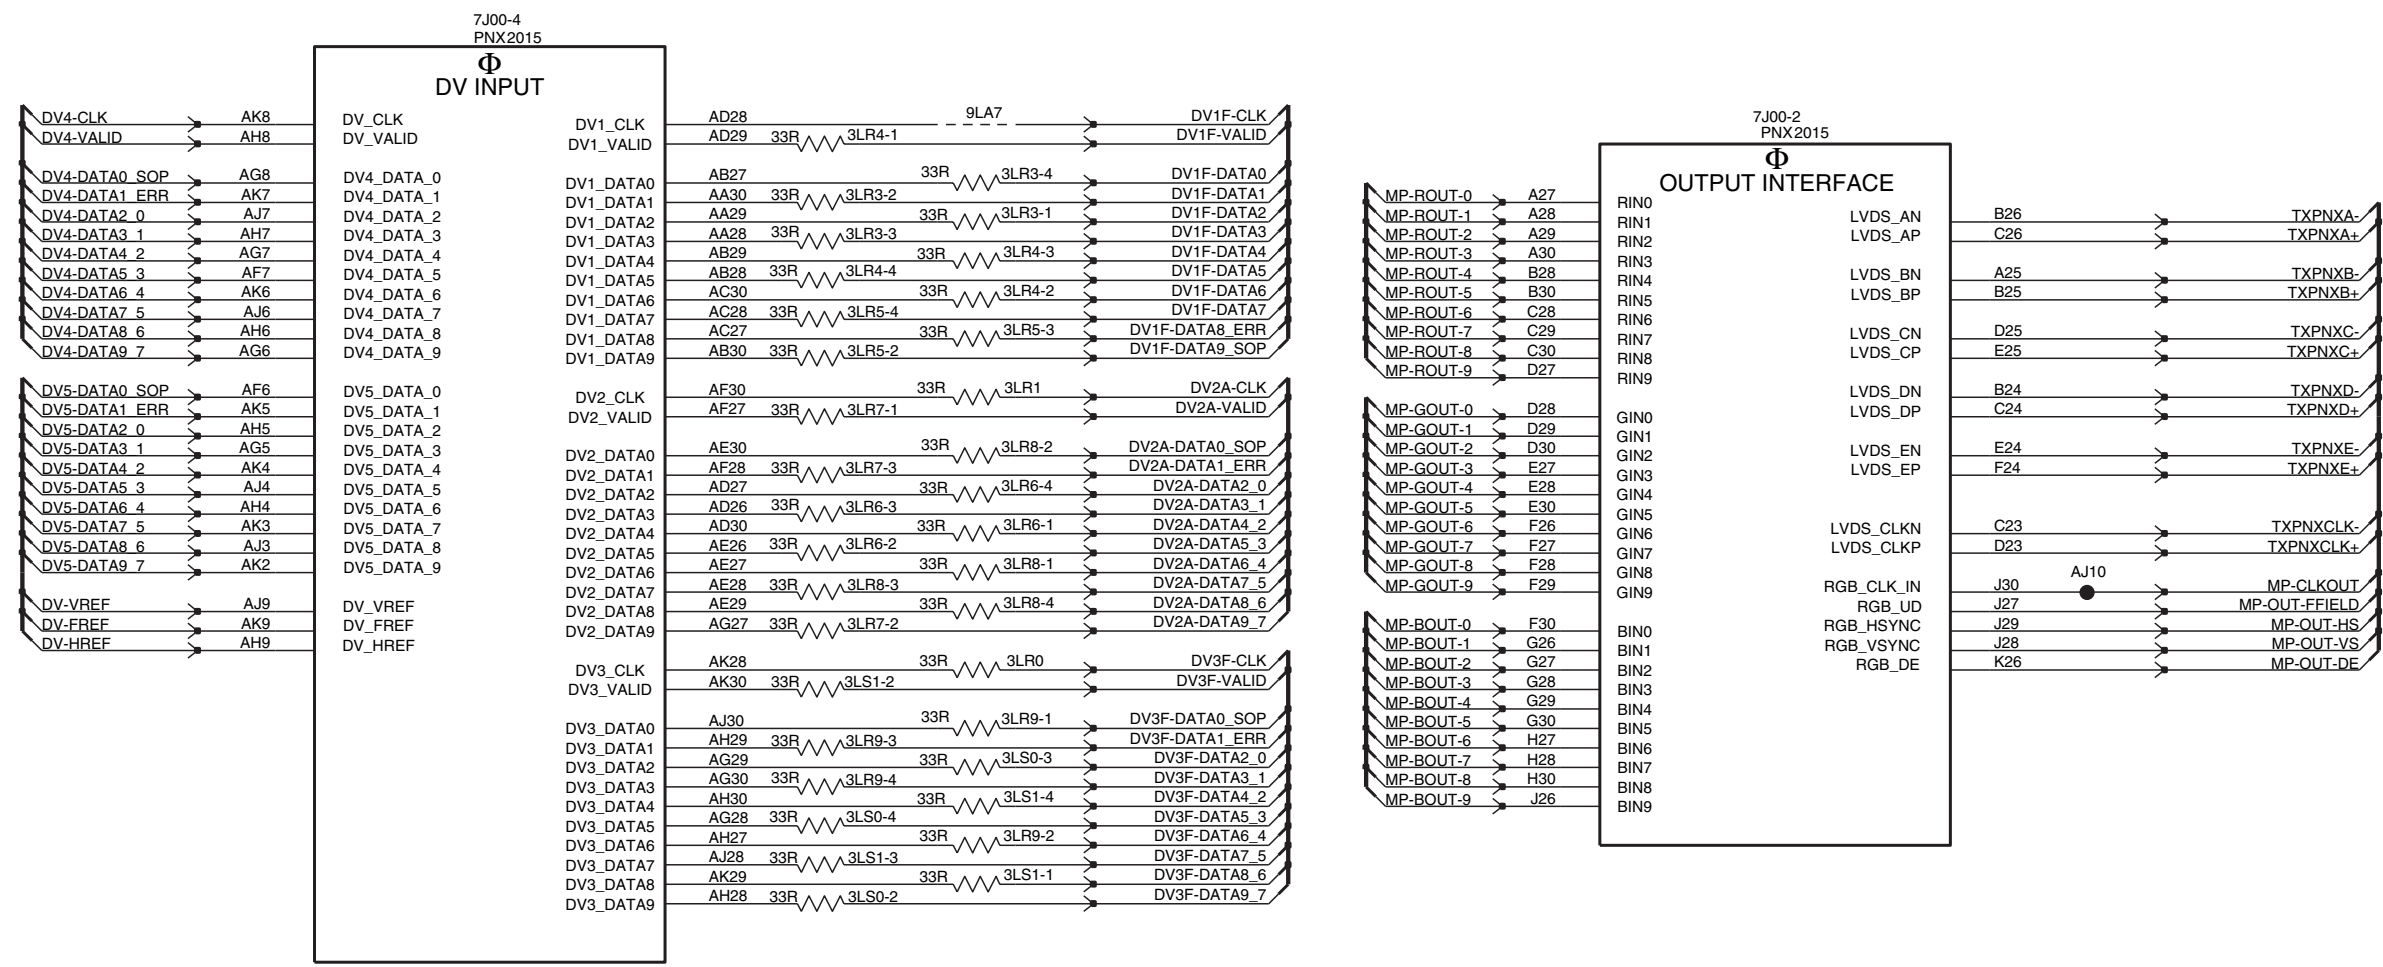 7J00-4
PNX2015
Φ
DV INPUT
DV4-CLK AK8 DV_CLK
DV4-VALID AH8 DV_VALID
DV4-DATA0_SOP AG8 DV4_DATA_0
DV4-DATA1_ERR AK7 DV4_DATA_1
DV4-DATA2_0 AJ7 DV4_DATA_2
DV4-DATA3_1 AH7 DV4_DATA_3
DV4-DATA4_2 AG7 DV4_DATA_4
DV4-DATA5_3 AF7 DV4_DATA_5
DV4-DATA6_4 AK6 DV4_DATA_6
DV4-DATA7_5 AJ6 DV4_DATA_7
DV4-DATA8_6 AH6 DV4_DATA_8
DV4-DATA9_7 AG6 DV4_DATA_9
DV5-DATA0_SOP AF6 DV5_DATA_0
DV5-DATA1_ERR AK5 DV5_DATA_1
DV5-DATA2_0 AH5 DV5_DATA_2
DV5-DATA3_1 AG5 DV5_DATA_3
DV5-DATA4_2 AK4 DV5_DATA_4
DV5-DATA5_3 AJ4 DV5_DATA_5
DV5-DATA6_4 AH4 DV5_DATA_6
DV5-DATA7_5 AK3 DV5_DATA_7
DV5-DATA8_6 AJ3 DV5_DATA_8
DV5-DATA9_7 AK2 DV5_DATA_9
DV-VREF AJ9 DV_VREF
DV-FREF AK9 DV_FREF
DV-HREF AH9 DV_HREF
DV1_CLK AD28 9LA7 DV1F-CLK
DV1_VALID AD29 33R 3LR4-1 DV1F-VALID
DV1_DATA0 AB27 33R 3LR3-4 DV1F-DATA0
DV1_DATA1 AA30 33R 3LR3-2 DV1F-DATA1
DV1_DATA2 AA29 33R 3LR3-1 DV1F-DATA2
DV1_DATA3 AA28 33R 3LR3-3 DV1F-DATA3
DV1_DATA4 AB29 33R 3LR4-3 DV1F-DATA4
DV1_DATA5 AB28 33R 3LR4-4 DV1F-DATA5
DV1_DATA6 AC30 33R 3LR4-2 DV1F-DATA6
DV1_DATA7 AC28 33R 3LR5-4 DV1F-DATA7
DV1_DATA8 AC27 33R 3LR5-3 DV1F-DATA8_ERR
DV1_DATA9 AB30 33R 3LR5-2 DV1F-DATA9_SOP
DV2_CLK AF30 33R 3LR1 DV2A-CLK
DV2_VALID AF27 33R 3LR7-1 DV2A-VALID
DV2_DATA0 AE30 33R 3LR8-2 DV2A-DATA0_SOP
DV2_DATA1 AF28 33R 3LR7-3 DV2A-DATA1_ERR
DV2_DATA2 AD27 33R 3LR6-4 DV2A-DATA2_0
DV2_DATA3 AD26 33R 3LR6-3 DV2A-DATA3_1
DV2_DATA4 AD30 33R 3LR6-1 DV2A-DATA4_2
DV2_DATA5 AE26 33R 3LR6-2 DV2A-DATA5_3
DV2_DATA6 AE27 33R 3LR8-1 DV2A-DATA6_4
DV2_DATA7 AE28 33R 3LR8-3 DV2A-DATA7_5
DV2_DATA8 AE29 33R 3LR8-4 DV2A-DATA8_6
DV2_DATA9 AG27 33R 3LR7-2 DV2A-DATA9_7
DV3_CLK AK28 33R 3LR0 DV3F-CLK
DV3_VALID AK30 33R 3LS1-2 DV3F-VALID
DV3_DATA0 AJ30 33R 3LR9-1 DV3F-DATA0_SOP
DV3_DATA1 AH29 33R 3LR9-3 DV3F-DATA1_ERR
DV3_DATA2 AG29 33R 3LS0-3 DV3F-DATA2_0
DV3_DATA3 AG30 33R 3LR9-4 DV3F-DATA3_1
DV3_DATA4 AH30 33R 3LS1-4 DV3F-DATA4_2
DV3_DATA5 AG28 33R 3LS0-4 DV3F-DATA5_3
DV3_DATA6 AH27 33R 3LR9-2 DV3F-DATA6_4
DV3_DATA7 AJ28 33R 3LS1-3 DV3F-DATA7_5
DV3_DATA8 AK29 33R 3LS1-1 DV3F-DATA8_6
DV3_DATA9 AH28 33R 3LS0-2 DV3F-DATA9_7
7J00-2
PNX2015
Φ
OUTPUT INTERFACE
MP-ROUT-0 A27 RIN0
MP-ROUT-1 A28 RIN1
MP-ROUT-2 A29 RIN2
MP-ROUT-3 A30 RIN3
MP-ROUT-4 B28 RIN4
MP-ROUT-5 B30 RIN5
MP-ROUT-6 C28 RIN6
MP-ROUT-7 C29 RIN7
MP-ROUT-8 C30 RIN8
MP-ROUT-9 D27 RIN9
MP-GOUT-0 D28 GIN0
MP-GOUT-1 D29 GIN1
MP-GOUT-2 D30 GIN2
MP-GOUT-3 E27 GIN3
MP-GOUT-4 E28 GIN4
MP-GOUT-5 E30 GIN5
MP-GOUT-6 F26 GIN6
MP-GOUT-7 F27 GIN7
MP-GOUT-8 F28 GIN8
MP-GOUT-9 F29 GIN9
MP-BOUT-0 F30 BIN0
MP-BOUT-1 G26 BIN1
MP-BOUT-2 G27 BIN2
MP-BOUT-3 G28 BIN3
MP-BOUT-4 G29 BIN4
MP-BOUT-5 G30 BIN5
MP-BOUT-6 H27 BIN6
MP-BOUT-7 H28 BIN7
MP-BOUT-8 H30 BIN8
MP-BOUT-9 J26 BIN9
LVDS_AN B26 TXPNXA-
LVDS_AP C26 TXPNXA+
LVDS_BN A25 TXPNXB-
LVDS_BP B25 TXPNXB+
LVDS_CN D25 TXPNXC-
LVDS_CP E25 TXPNXC+
LVDS_DN B24 TXPNXD-
LVDS_DP C24 TXPNXD+
LVDS_EN E24 TXPNXE-
LVDS_EP F24 TXPNXE+
LVDS_CLKN C23 TXPNXCLK-
LVDS_CLKP D23 TXPNXCLK+
AJ10
RGB_CLK_IN J30 MP-CLKOUT
RGB_UD J27 MP-OUT-FFIELD
RGB_HSYNC J29 MP-OUT-HS
RGB_VSYNC J28 MP-OUT-VS
RGB_DE K26 MP-OUT-DE